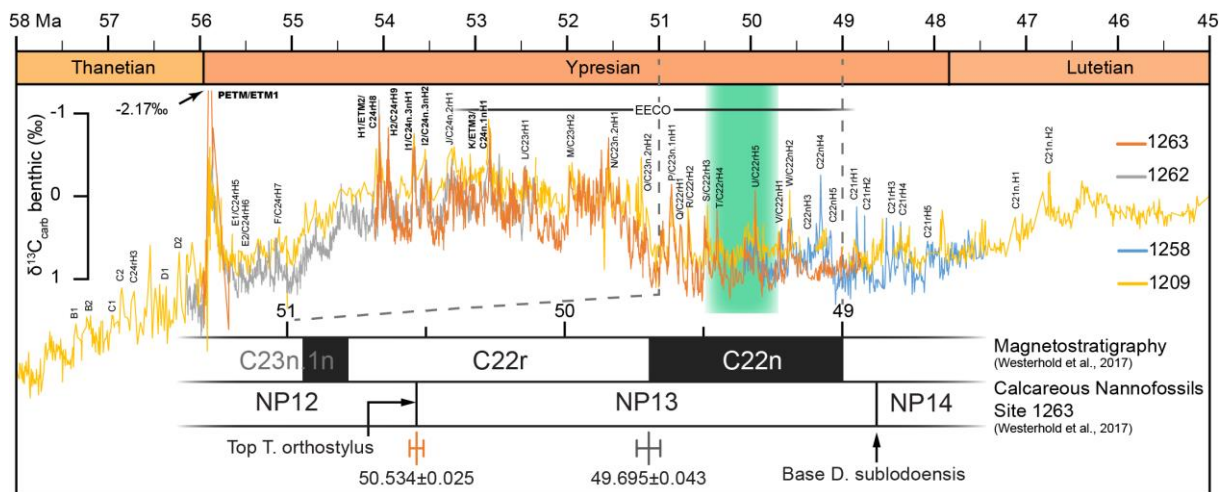 58 Ma 57 56 55 54 53 52 51 50 49 48 47 46 45
Thanetian Ypresian Lutetian
-2.17‰
PETM/ETM1
EECO
δ¹³Ccarb benthic (‰)
-1
0
1
B1
B2
C1
C2
C24rH3
D1
D2
E1/C24rH5
E2/C24rH6
F/C24rH7
H1/ETM2/
C24rH8
H2/C24rH9
I1/C24n.3nH1
I2/C24n.3nH2
J/C24n.2rH1
K/ETM3/
C24n.1nH1
L/C23rH1
M/C23rH2
N/C23n.2nH1
O/C23n.2nH2
P/C23n.1nH1
Q/C22rH1
R/C22rH2
S/C22rH3
T/C22rH4
U/C22rH5
V/C22nH1
W/C22nH2
C22nH3
C22nH4
C22nH5
C21rH1
C21rH2
C21rH3
C21rH4
C21rH5
C21n.H1
C21n.H2
1263
1262
1258
1209
51 50 49
C23n.1n C22r C22n
Magnetostratigraphy
(Westerhold et al., 2017)
NP12 NP13 NP14
Calcareous Nannofossils
Site 1263
(Westerhold et al., 2017)
Top T. orthostylus
Base D. sublodoensis
50.534±0.025 49.695±0.043